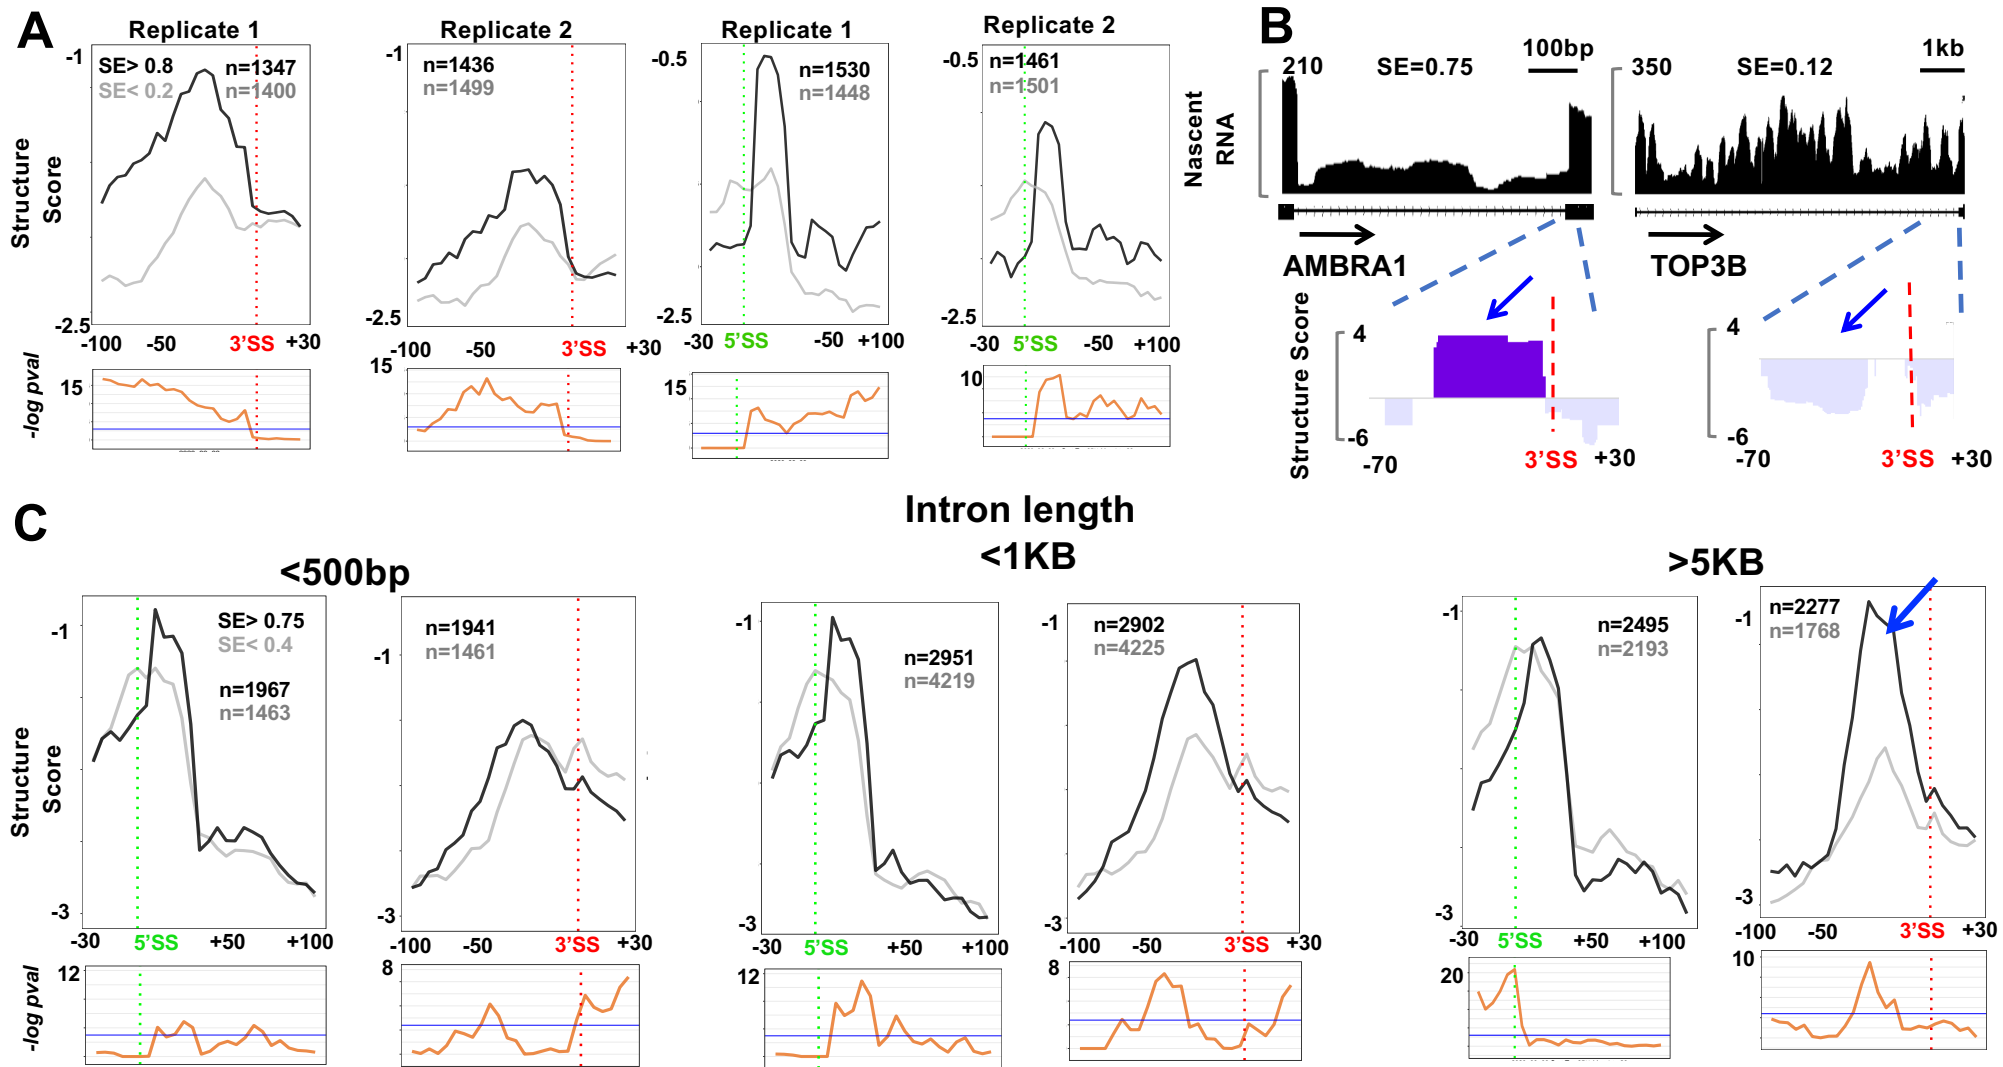 A
Replicate 1
Replicate 2
Replicate 1
Replicate 2
-1
SE> 0.8
SE< 0.2
n=1347
n=1400
-2.5
Structure
Score
-100
-50
3'SS
+30
-1
n=1436
n=1499
-2.5
-100
-50
3'SS
+30
-0.5
n=1530
n=1448
-2.5
-30
5'SS
-50
+100
-0.5
n=1461
n=1501
-2.5
-30
5'SS
-50
+100
-log pval
15
15
15
10
B
Nascent
RNA
210
SE=0.75
100bp
350
SE=0.12
1kb
AMBRA1
TOP3B
Structure Score
4
-6
-70
3'SS
+30
4
-6
-70
3'SS
+30
C
Intron length
<500bp
<1KB
>5KB
Structure
Score
-1
SE> 0.75
SE< 0.4
n=1967
n=1463
-3
-30
5'SS
+50
+100
-1
n=1941
n=1461
-3
-100
-50
3'SS
+30
-1
n=2951
n=4219
-3
-30
5'SS
+50
+100
-1
n=2902
n=4225
-3
-100
-50
3'SS
+30
-1
n=2495
n=2193
-3
-30
5'SS
+50
+100
-1
n=2277
n=1768
-3
-50
3'SS
+30
-100
-log pval
12
8
12
8
20
10